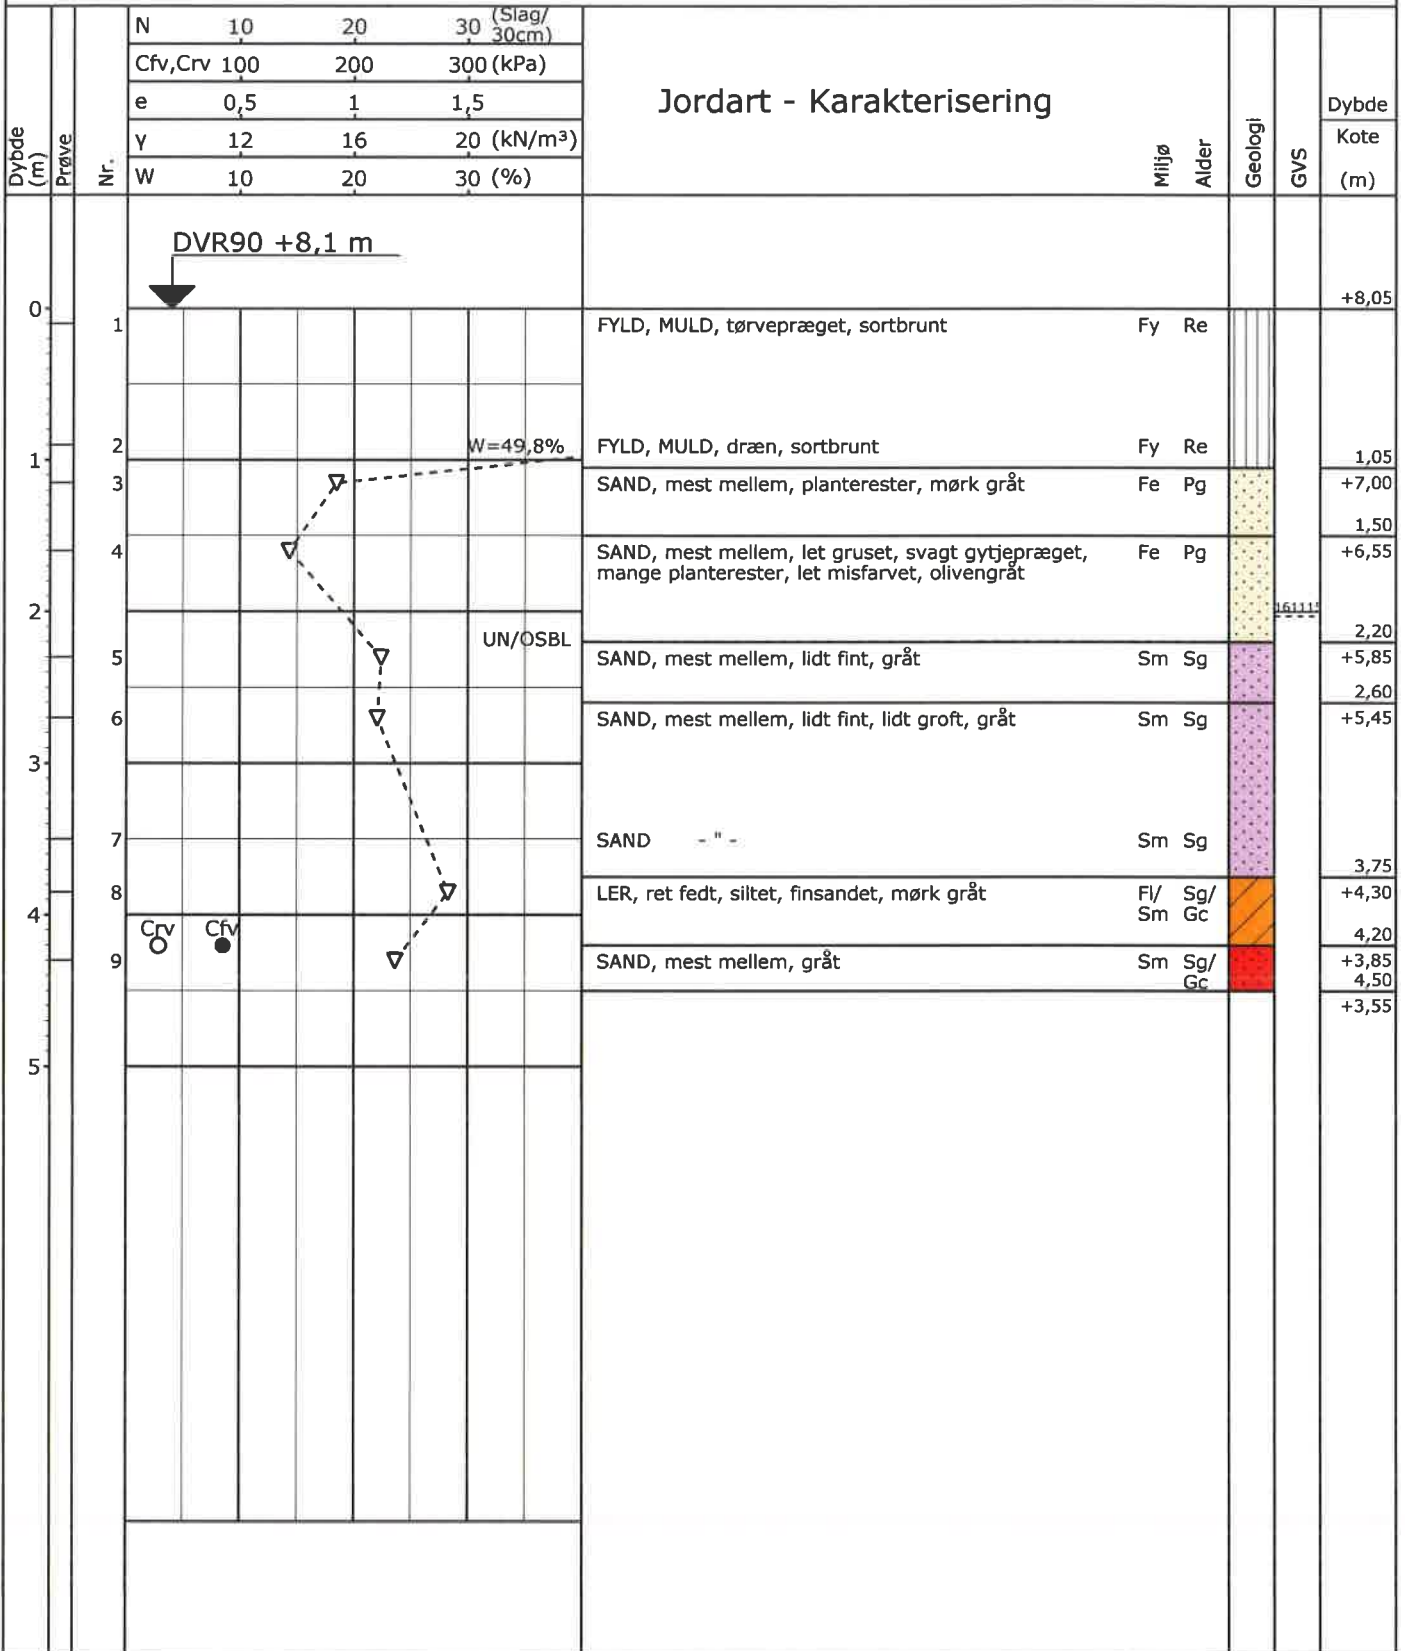 N 10 20 30 (Slag/
30cm)
Cfv,Crv 100 200 300 (kPa)
e 0,5 1 1,5
γ 12 16 20 (kN/m³)
W 10 20 30 (%)
Dybde
(m)
Prøve
Nr.
Jordart - Karakterisering
Miljø
Alder
Geologi
GVS
Dybde
Kote
(m)
DVR90 +8,1 m
0
+8,05
1 FYLD, MULD, tørvepræget, sortbrunt Fy Re
2 W=49,8% FYLD, MULD, dræn, sortbrunt Fy Re
1
1,05
3 SAND, mest mellem, planterester, mørk gråt Fe Pg +7,00
1,50
4 SAND, mest mellem, let gruset, svagt gytjepræget, Fe Pg +6,55
mange planterester, let misfarvet, olivengråt
2
161115
2,20
UN/OSBL
5 SAND, mest mellem, lidt fint, gråt Sm Sg +5,85
2,60
6 SAND, mest mellem, lidt fint, lidt groft, gråt Sm Sg +5,45
3
7 SAND - " - Sm Sg
3,75
8 LER, ret fedt, siltet, finsandet, mørk gråt Fl/ Sg/ +4,30
Sm Gc
4
Crv Cfv
4,20
9 SAND, mest mellem, gråt Sm Sg/ +3,85
Gc 4,50
+3,55
5